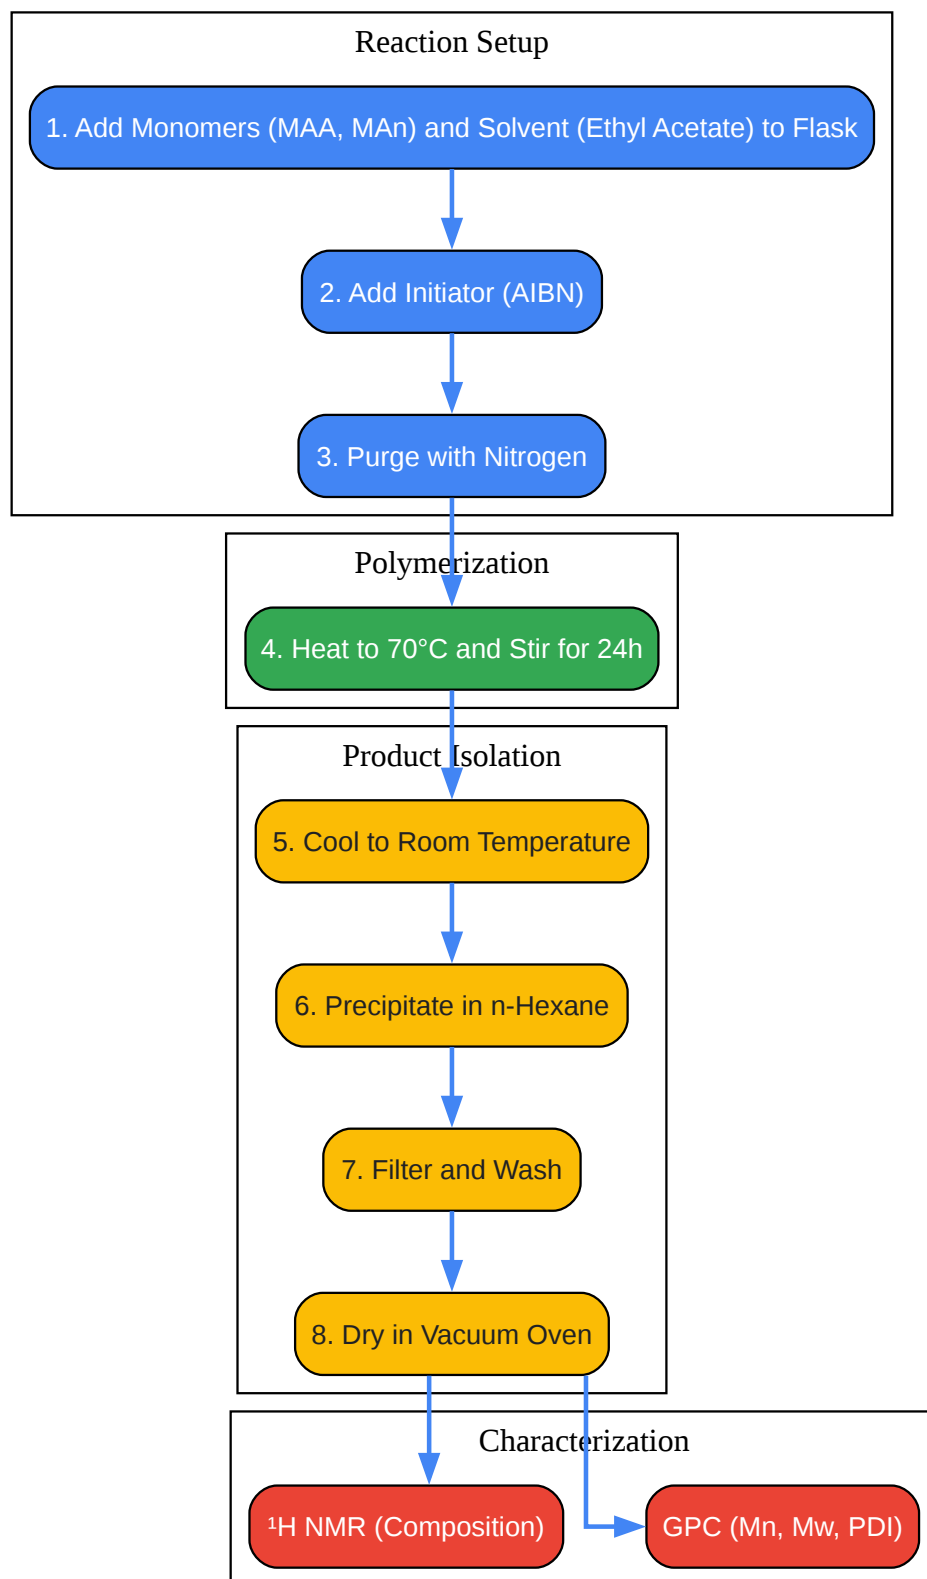 Reaction Setup
1. Add Monomers (MAA, MAn) and Solvent (Ethyl Acetate) to Flask
2. Add Initiator (AIBN)
3. Purge with Nitrogen
Polymerization
4. Heat to 70°C and Stir for 24h
Product Isolation
5. Cool to Room Temperature
6. Precipitate in n-Hexane
7. Filter and Wash
8. Dry in Vacuum Oven
Characterization
¹H NMR (Composition)
GPC (Mn, Mw, PDI)